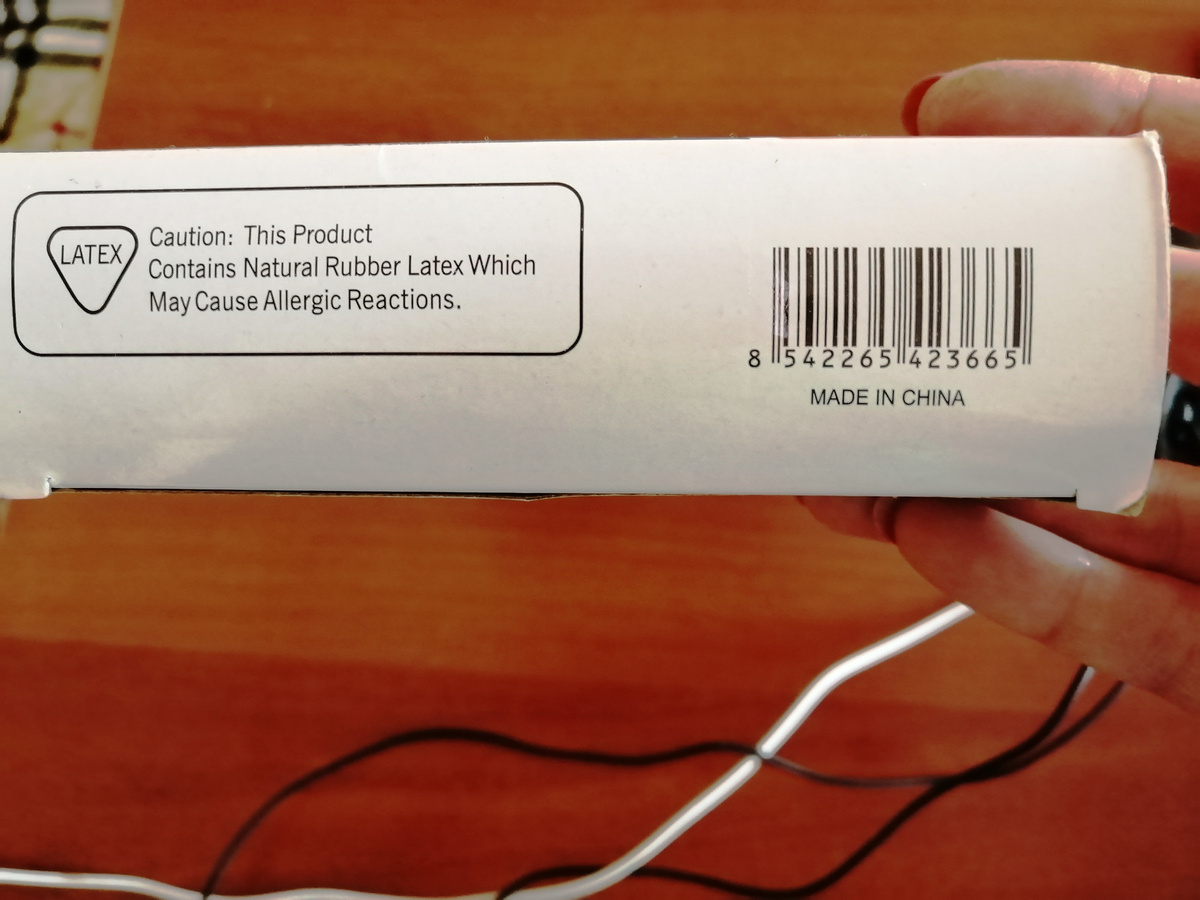 LATEX
Caution: This Product
Contains Natural Rubber Latex Which
May Cause Allergic Reactions.
8 542265 423665
MADE IN CHINA